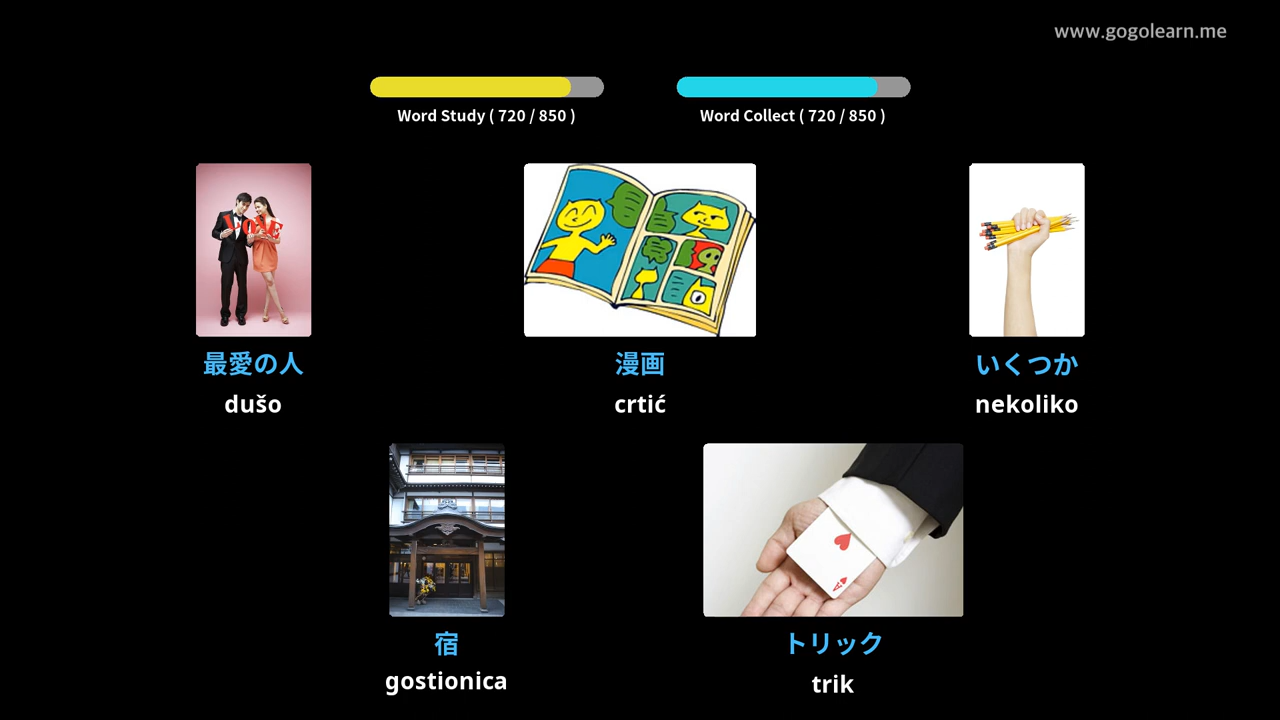 www.gogolearn.me
Word Study ( 720 / 850 )
Word Collect ( 720 / 850 )
LOVE
最愛の人
dušo
漫画
crtić
いくつか
nekoliko
A
宿
gostionica
トリック
trik